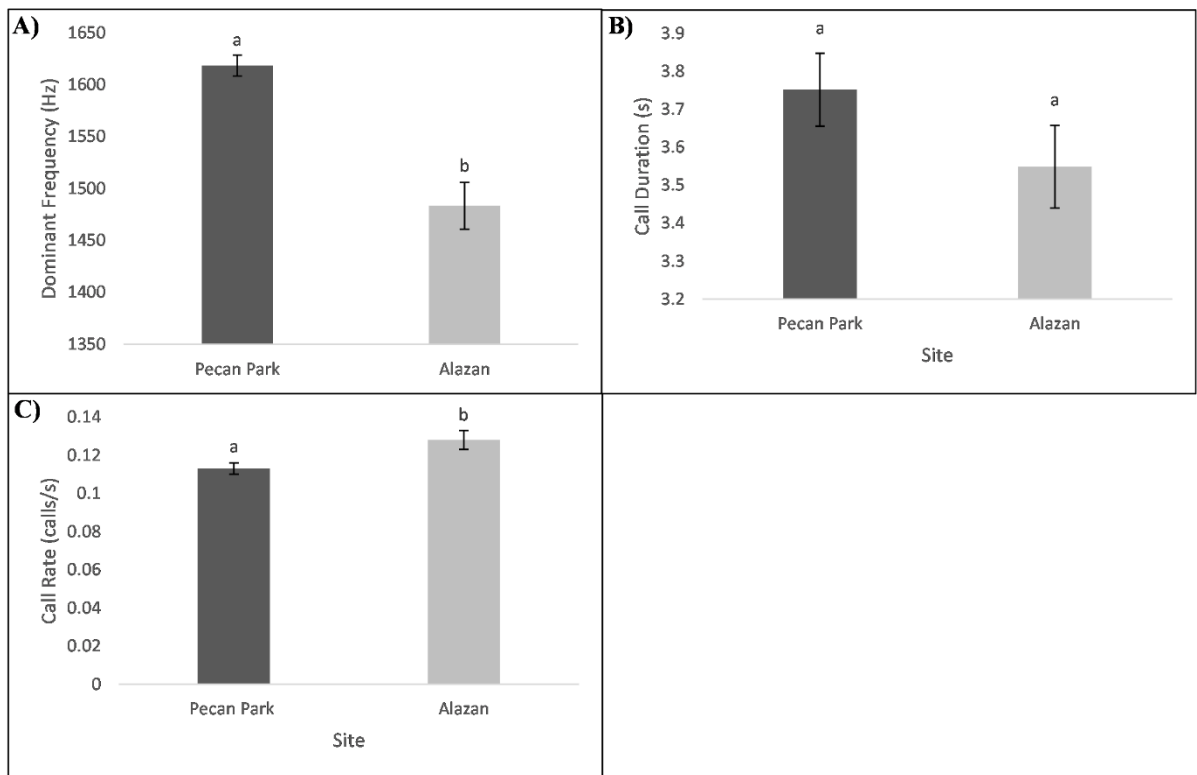 A)
Dominant Frequency (Hz)
1650
1600
1550
1500
1450
1400
1350
a
b
Pecan Park Alazan
B)
Call Duration (s)
3.9
3.8
3.7
3.6
3.5
3.4
3.3
3.2
a
a
Pecan Park Alazan
Site
C)
Call Rate (calls/s)
0.14
0.12
0.1
0.08
0.06
0.04
0.02
0
a
b
Pecan Park Alazan
Site